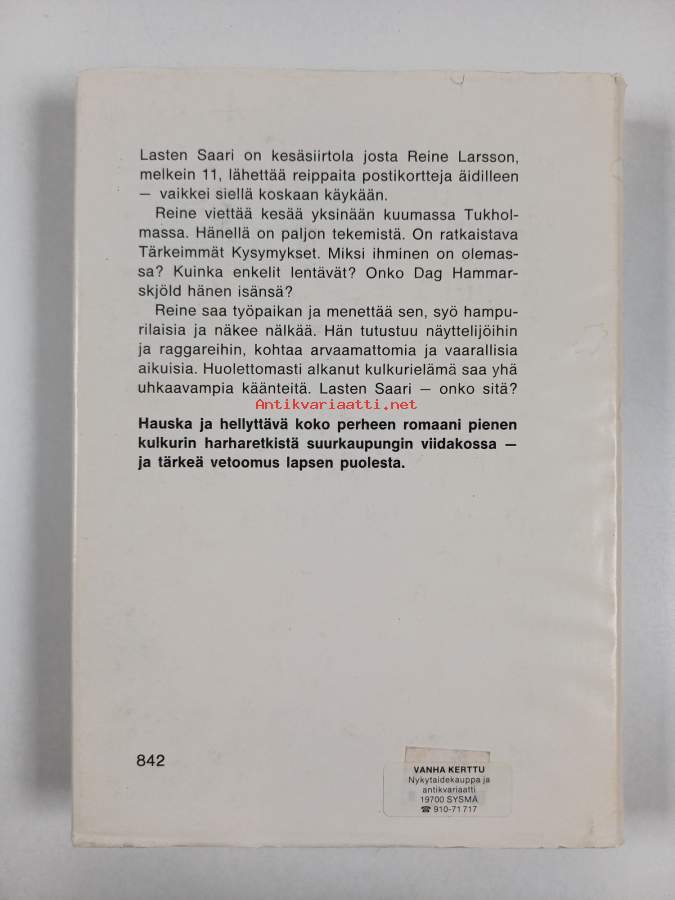 Lasten Saari on kesäsiirtola josta Reine Larsson,
melkein 11, lähettää reippaita postikortteja äidilleen
— vaikkei siellä koskaan käykään.
Reine viettää kesää yksinään kuumassa Tukhol-
massa. Hänellä on paljon tekemistä. On ratkaistava
Tärkeimmät Kysymykset. Miksi ihminen on olemas-
sa? Kuinka enkelit lentävät? Onko Dag Hammar-
skjöld hänen isänsä?
Reine saa työpaikan ja menettää sen, syö hampu-
rilaisia ja näkee nälkää. Hän tutustuu näyttelijöihin
ja raggareihin, kohtaa arvaamattomia ja vaarallisia
aikuisia. Huolettomasti alkanut kulkurielämä saa yhä
uhkaavampia käänteitä. Lasten Saari — onko sitä?
Antikvariaatti.net
Hauska ja hellyttävä koko perheen romaani pienen
kulkurin harharetkistä suurkaupungin viidakossa —
ja tärkeä vetoomus lapsen puolesta.
842
VANHA KERTTU
Nykytaidekauppa ja
antikvariaatti
19700 SYSMÄ
☎ 910-71 717